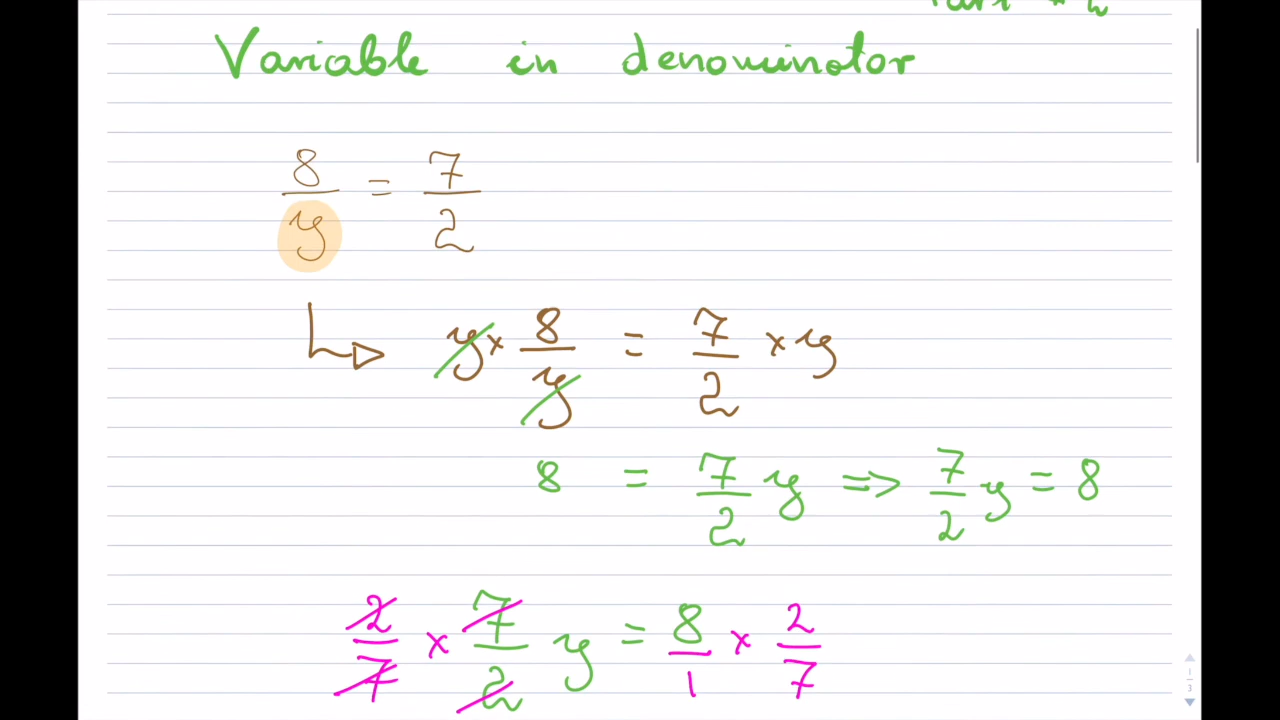 Variable in denominator
8/y = 7/2
y × 8/y = 7/2 × y
8 = 7/2 y => 7/2 y = 8
2/7 × 7/2 y = 8/1 × 2/7